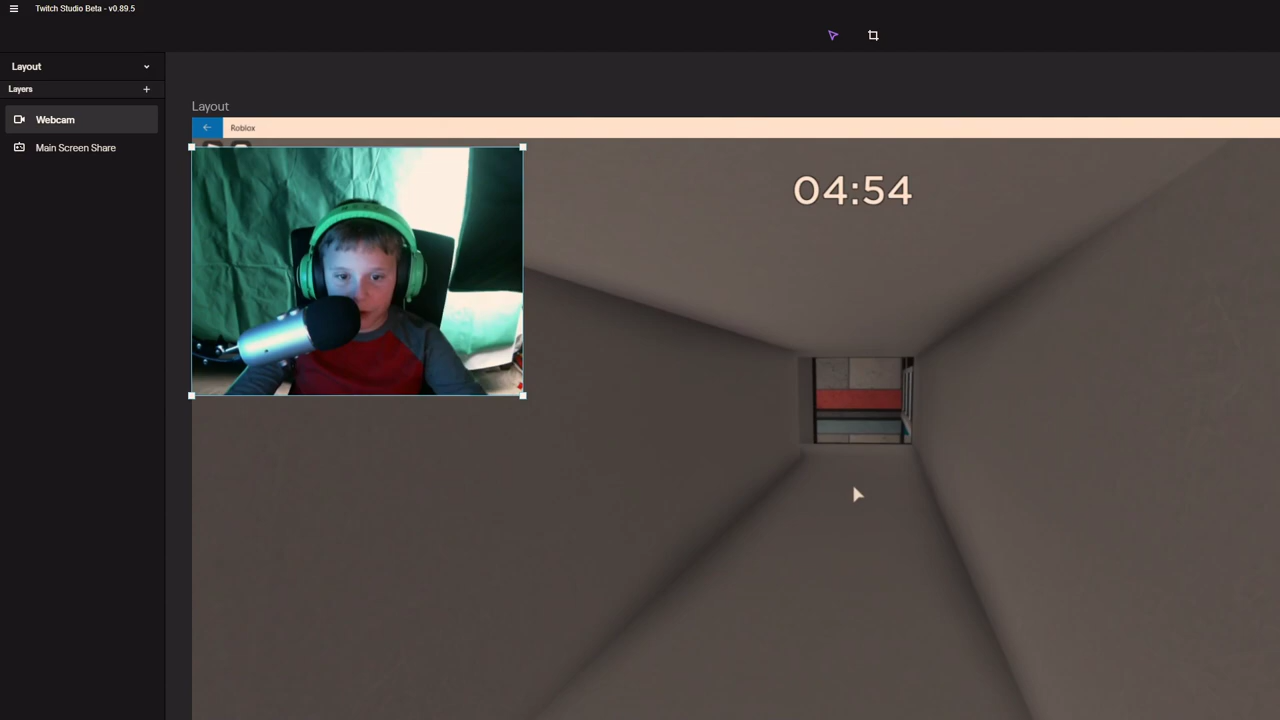 Twitch Studio Beta - v0.89.5
Layout
Layers
Webcam
Main Screen Share
Layout
Roblox
04:54